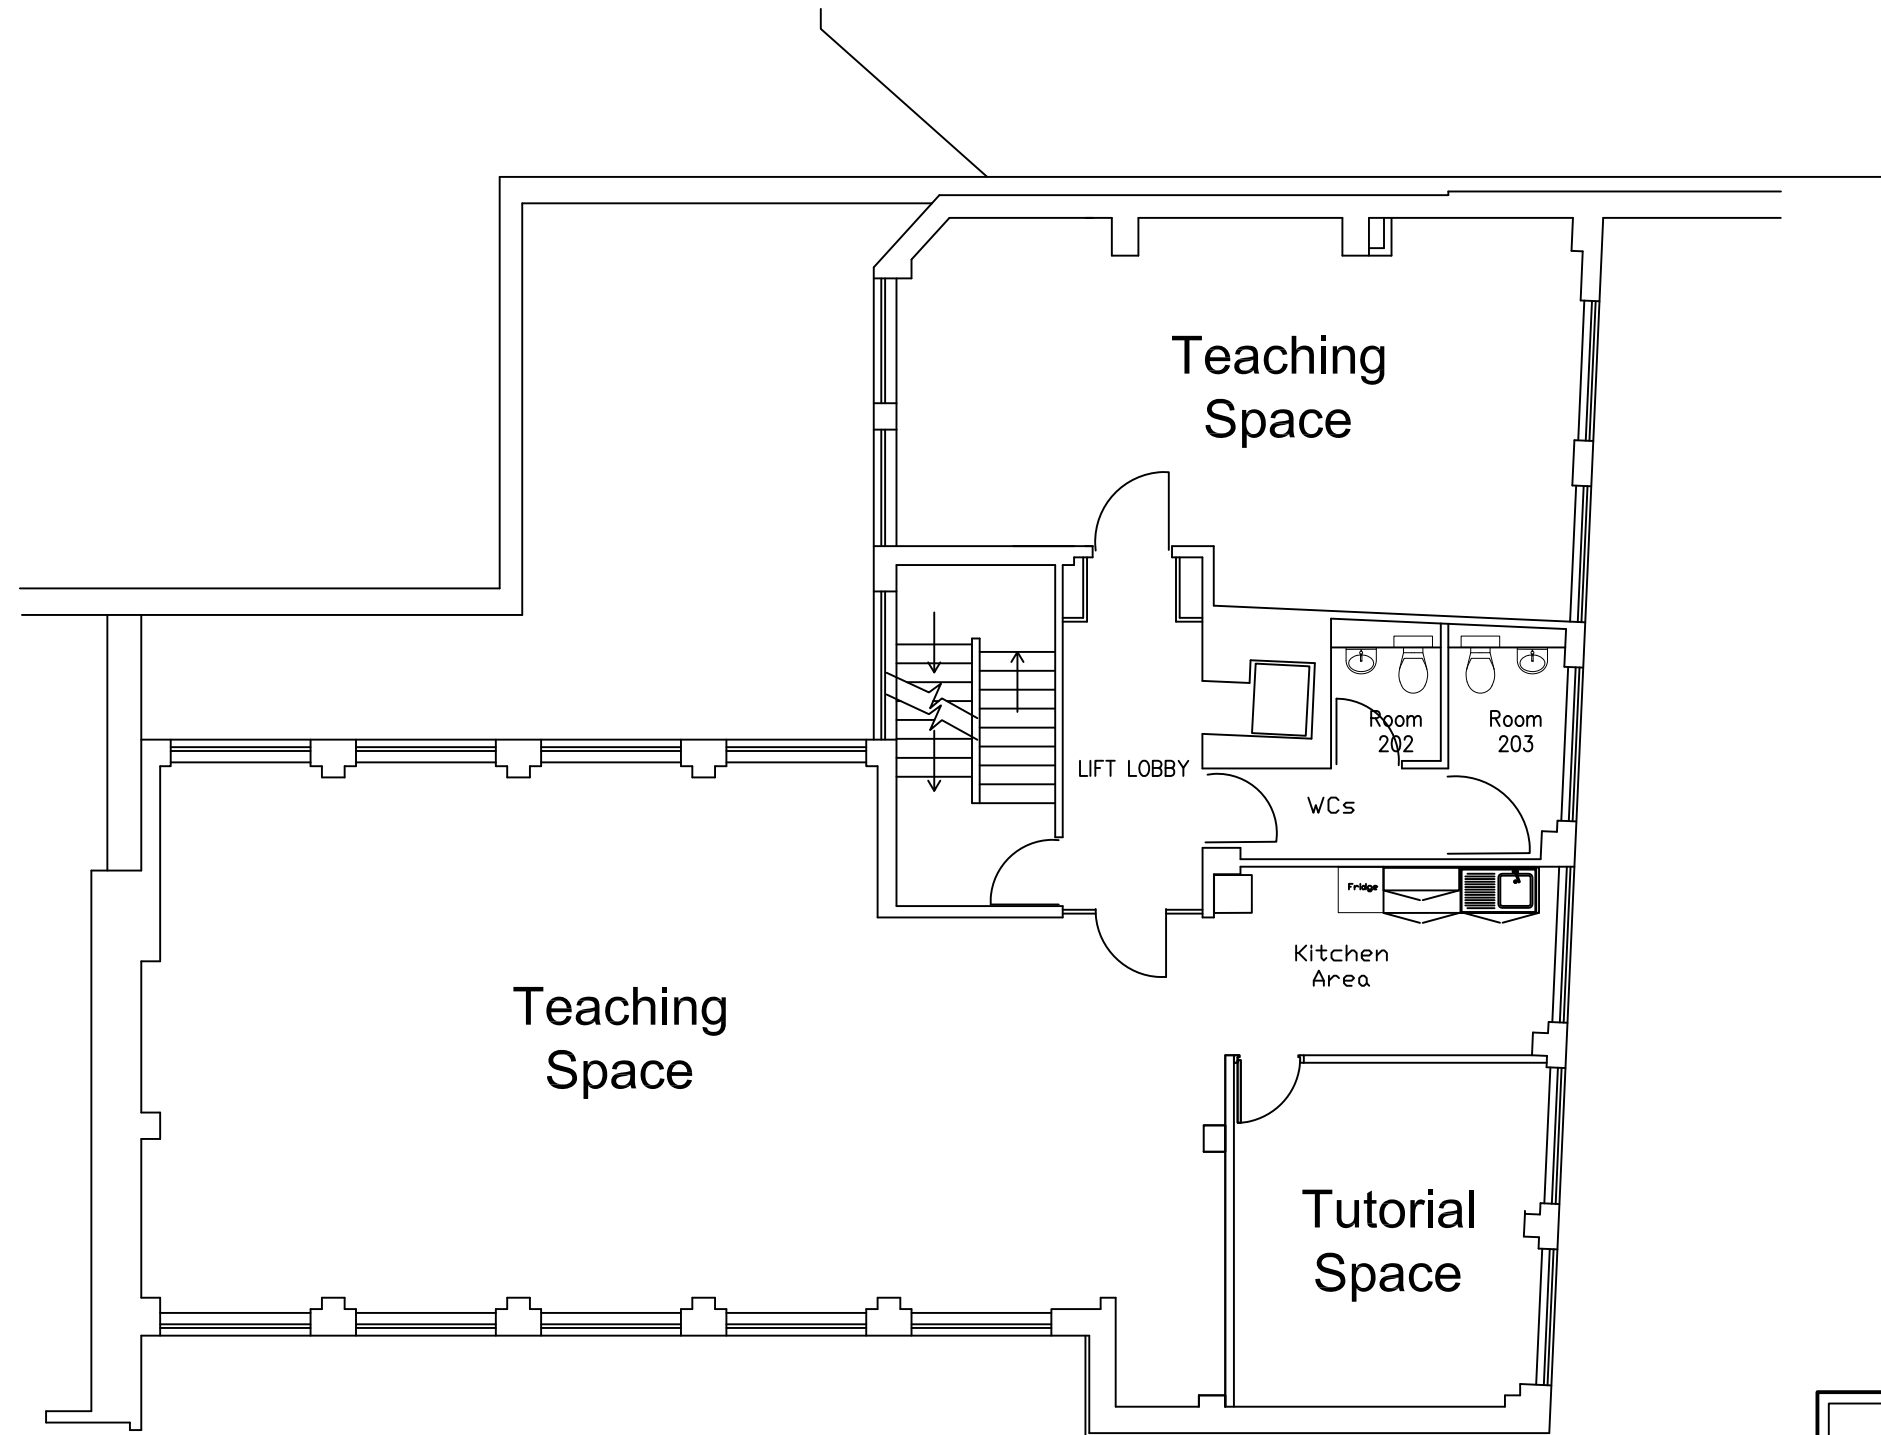 Teaching
Space
Room
202
Room
203
LIFT LOBBY
WCs
Fridge
Kitchen
Area
Teaching
Space
Tutorial
Space